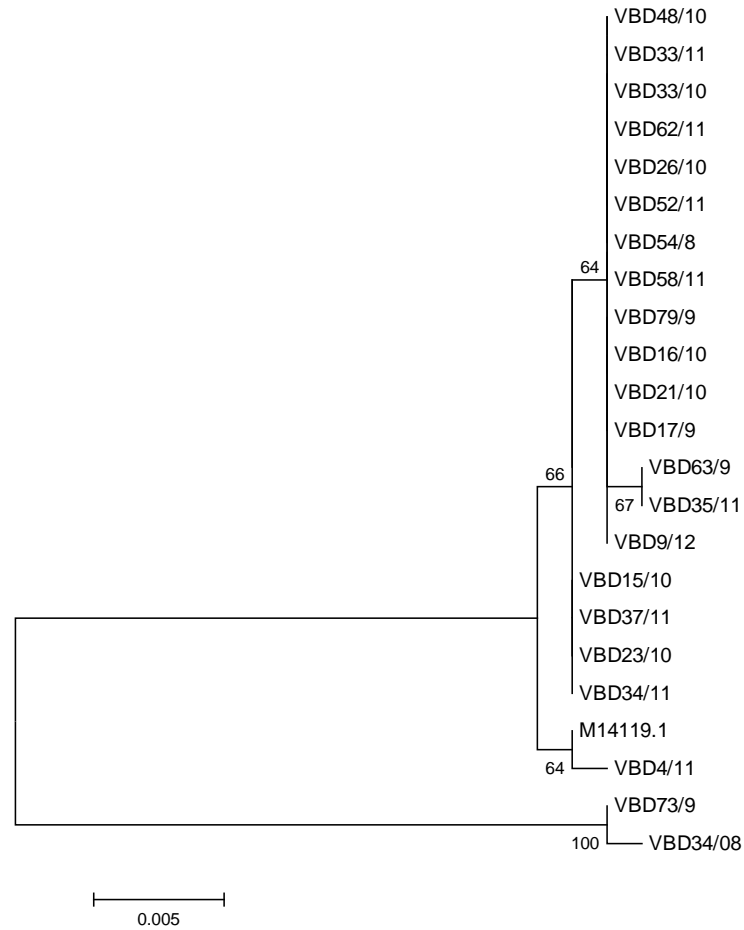 VBD48/10
VBD33/11
VBD33/10
VBD62/11
VBD26/10
VBD52/11
VBD54/8
64
VBD58/11
VBD79/9
VBD16/10
VBD21/10
VBD17/9
VBD63/9
66
67
VBD35/11
VBD9/12
VBD15/10
VBD37/11
VBD23/10
VBD34/11
M14119.1
64
VBD4/11
VBD73/9
100
VBD34/08
0.005